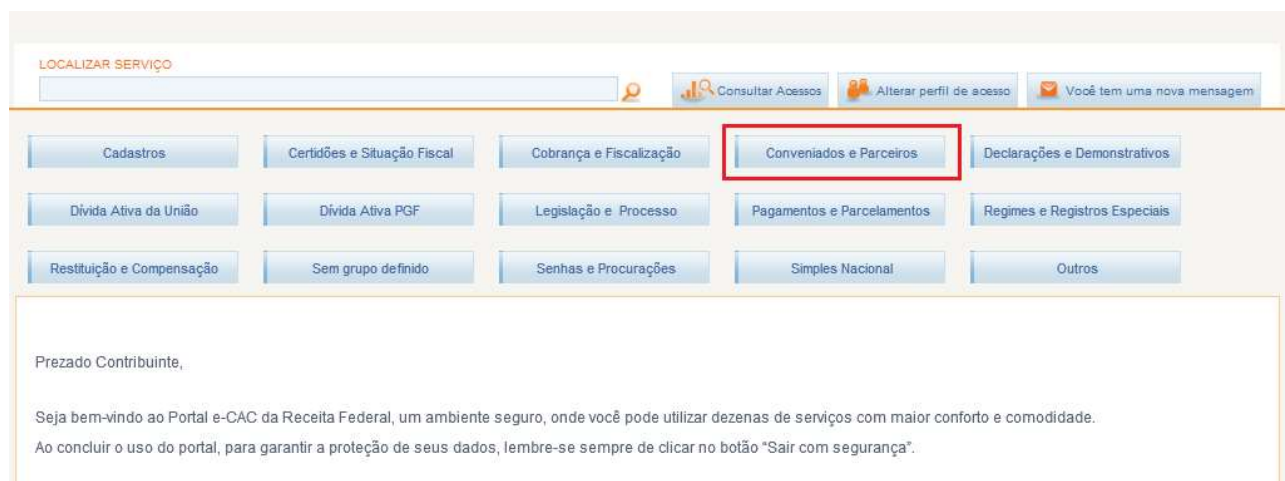 LOCALIZAR SERVIÇO
Consultar Acessos Alterar perfil de acesso Você tem uma nova mensagem
Cadastros Certidões e Situação Fiscal Cobrança e Fiscalização Conveniados e Parceiros Declarações e Demonstrativos
Dívida Ativa da União Dívida Ativa PGF Legislação e Processo Pagamentos e Parcelamentos Regimes e Registros Especiais
Restituição e Compensação Sem grupo definido Senhas e Procurações Simples Nacional Outros
Prezado Contribuinte,
Seja bem-vindo ao Portal e-CAC da Receita Federal, um ambiente seguro, onde você pode utilizar dezenas de serviços com maior conforto e comodidade.
Ao concluir o uso do portal, para garantir a proteção de seus dados, lembre-se sempre de clicar no botão “Sair com segurança”.